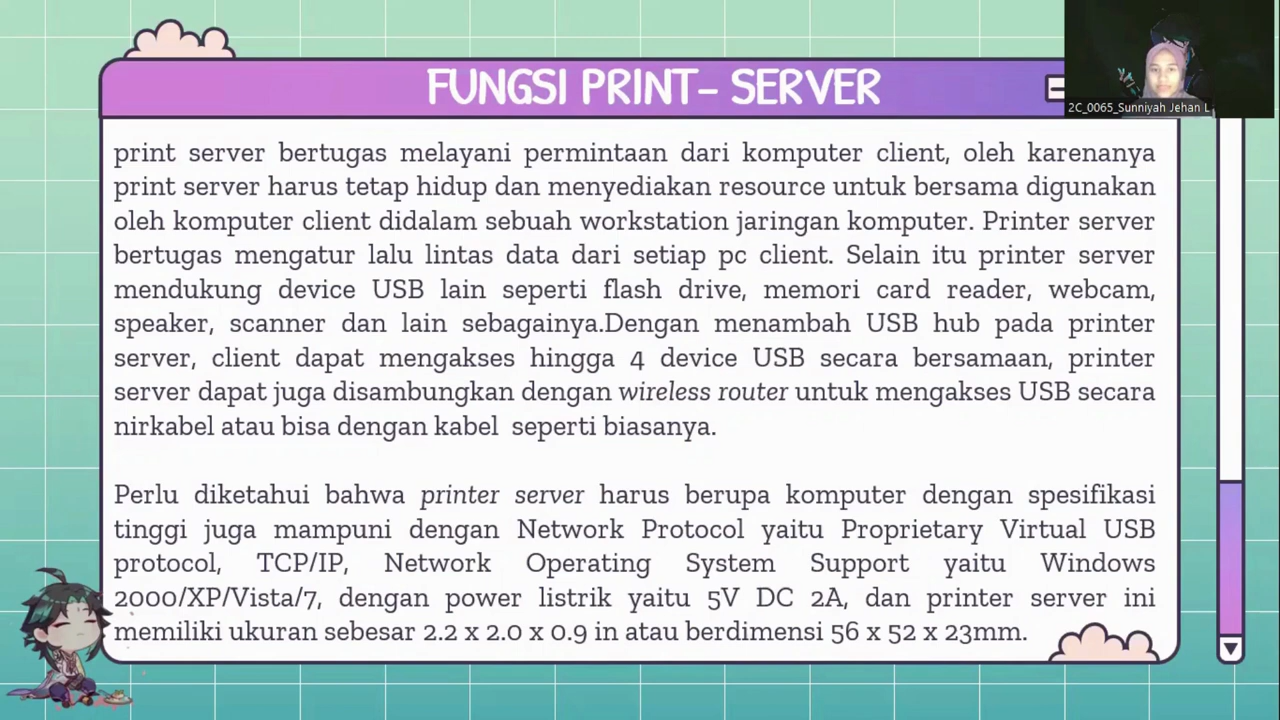 FUNGSI PRINT- SERVER
2C_0065_Sunniyah Jehan L
print server bertugas melayani permintaan dari komputer client, oleh karenanya
print server harus tetap hidup dan menyediakan resource untuk bersama digunakan
oleh komputer client didalam sebuah workstation jaringan komputer. Printer server
bertugas mengatur lalu lintas data dari setiap pc client. Selain itu printer server
mendukung device USB lain seperti flash drive, memori card reader, webcam,
speaker, scanner dan lain sebagainya.Dengan menambah USB hub pada printer
server, client dapat mengakses hingga 4 device USB secara bersamaan, printer
server dapat juga disambungkan dengan wireless router untuk mengakses USB secara
nirkabel atau bisa dengan kabel seperti biasanya.
Perlu diketahui bahwa printer server harus berupa komputer dengan spesifikasi
tinggi juga mampuni dengan Network Protocol yaitu Proprietary Virtual USB
protocol, TCP/IP, Network Operating System Support yaitu Windows
2000/XP/Vista/7, dengan power listrik yaitu 5V DC 2A, dan printer server ini
memiliki ukuran sebesar 2.2 x 2.0 x 0.9 in atau berdimensi 56 x 52 x 23mm.